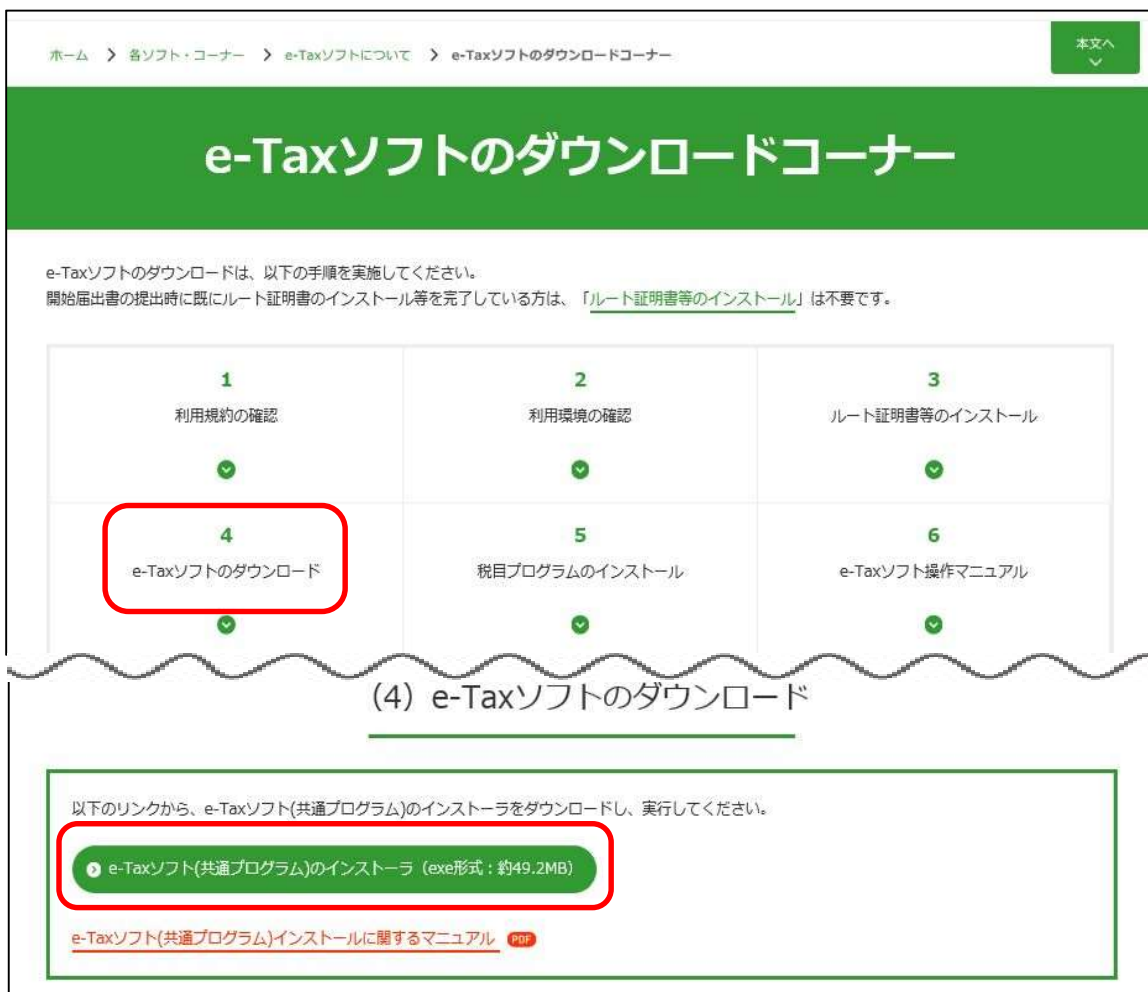 ホーム > 各ソフト・コーナー > e-Taxソフトについて > e-Taxソフトのダウンロードコーナー
本文へ
e-Taxソフトのダウンロードコーナー
e-Taxソフトのダウンロードは、以下の手順を実施してください。
開始届出書の提出時に既にルート証明書のインストール等を完了している方は、「ルート証明書等のインストール」は不要です。
1
利用規約の確認
2
利用環境の確認
3
ルート証明書等のインストール
4
e-Taxソフトのダウンロード
5
税目プログラムのインストール
6
e-Taxソフト操作マニュアル
（4）e-Taxソフトのダウンロード
以下のリンクから、e-Taxソフト(共通プログラム)のインストーラをダウンロードし、実行してください。
e-Taxソフト(共通プログラム)のインストーラ（exe形式：約49.2MB）
e-Taxソフト(共通プログラム)インストールに関するマニュアル PDF